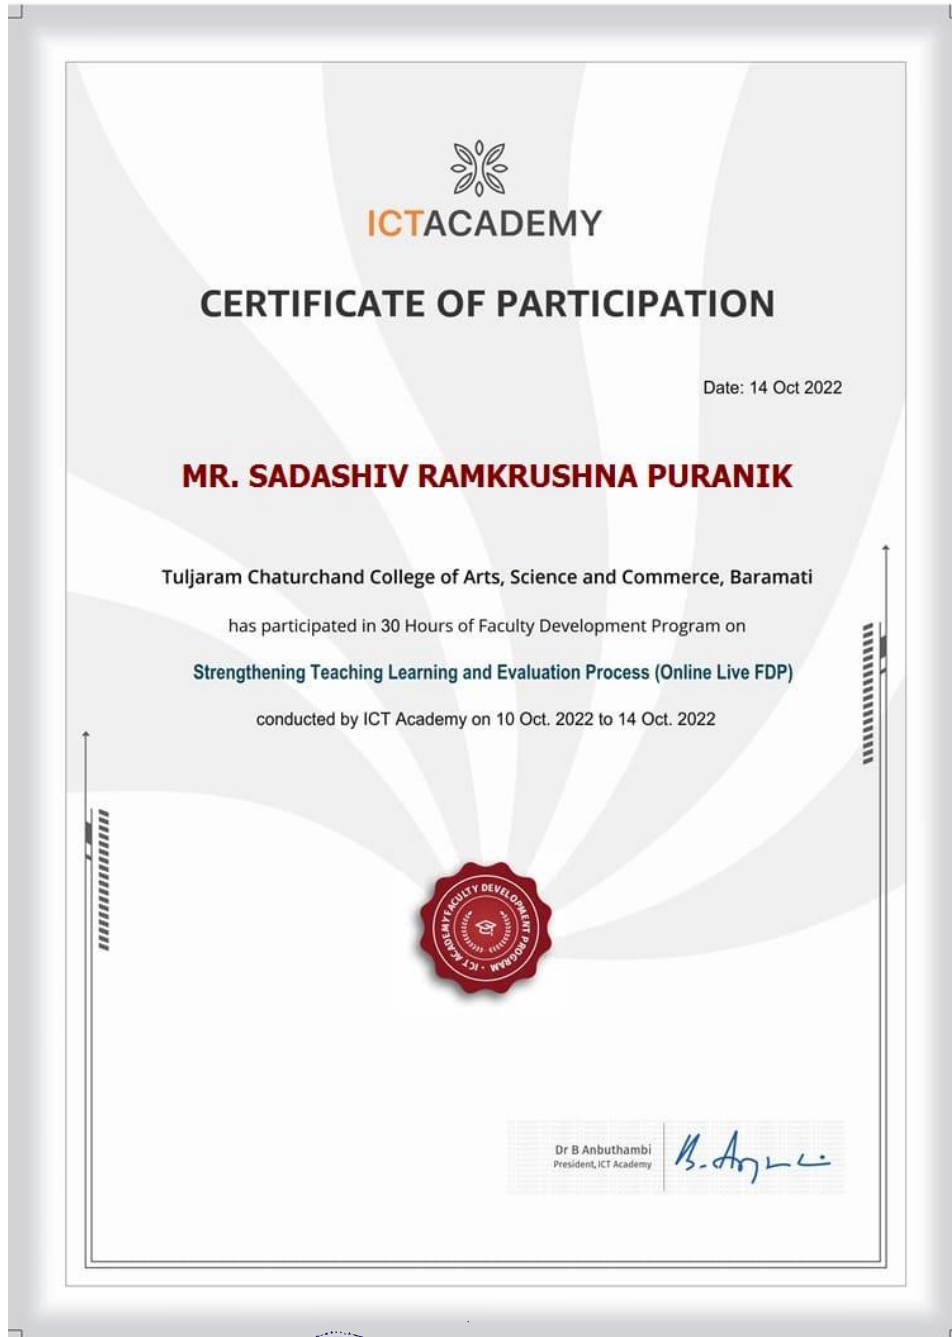 ICTACADEMY
CERTIFICATE OF PARTICIPATION
Date: 14 Oct 2022
MR. SADASHIV RAMKRUSHNA PURANIK
Tuljaram Chaturchand College of Arts, Science and Commerce, Baramati
has participated in 30 Hours of Faculty Development Program on
Strengthening Teaching Learning and Evaluation Process (Online Live FDP)
conducted by ICT Academy on 10 Oct. 2022 to 14 Oct. 2022
ICT ACADEMY FACULTY DEVELOPMENT PROGRAM
Dr B Anbuthambi
President, ICT Academy